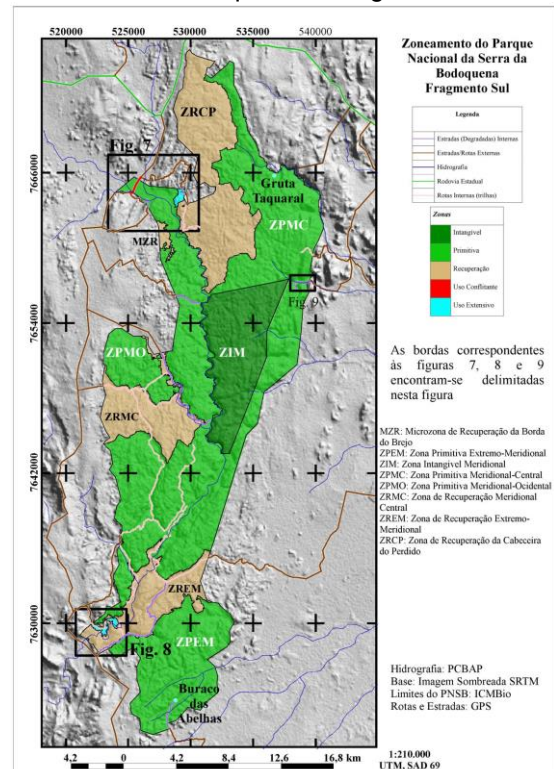 520000 525000 530000 540000
Zoneamento do Parque
Nacional da Serra da
Bodoquena
Fragmento Sul
Legenda
Estradas (Degradadas) Internas
Estradas/Rotas Externas
Hidrografia
Rodovia Estadual
Rotas Internas (trilhas)
Zonas
Intangível
Primitiva
Recuperação
Uso Conflitante
Uso Extensivo
As bordas correspondentes
às figuras 7, 8 e 9
encontram-se delimitadas
nesta figura
MZR: Microzona de Recuperação da Borda
do Brejo
ZPEM: Zona Primitiva Extremo-Meridional
ZIM: Zona Intangivel Meridional
ZPMC: Zona Primitiva Meridional-Central
ZPMO: Zona Primitiva Meridional-Ocidental
ZRMC: Zona de Recuperação Meridional
Central
ZREM: Zona de Recuperação Extremo-
Meridional
ZRCP: Zona de Recuperação da Cabeceira
do Perdido
Hidrografia: PCBAP
Base: Imagem Sombreada SRTM
Limites do PNSB: ICMBio
Rotas e Estradas: GPS
1:210.000
UTM, SAD 69
ZRCP
Fig. 7
7666000
Gruta
Taquaral
ZPMC
MZR
Fig. 9
7654000
ZPMO
ZIM
ZRMC
7642000
ZREM
7630000
Fig. 8
ZPEM
Buraco
das
Abelhas
4,2 0 4,2 8,4 12,6 16,8 km